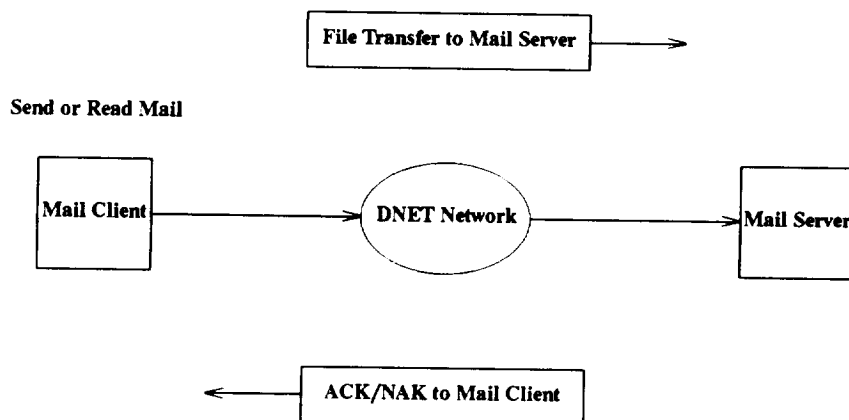 File Transfer to Mail Server
Send or Read Mail
Mail Client
DNET Network
Mail Server
ACK/NAK to Mail Client